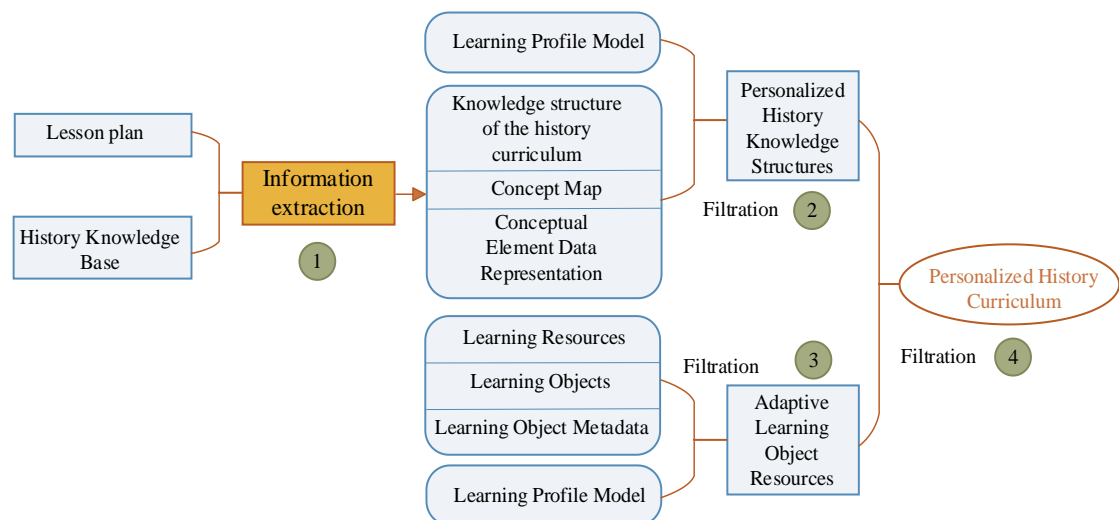 Lesson plan
History Knowledge
Base
Information
extraction
1
Learning Profile Model
Knowledge structure
of the history
curriculum
Concept Map
Conceptual
Element Data
Representation
Personalized
History
Knowledge
Structures
Filtration
2
Learning Resources
Learning Objects
Learning Object Metadata
Learning Profile Model
Filtration
3
Adaptive
Learning
Object
Resources
Personalized History
Curriculum
Filtration
4